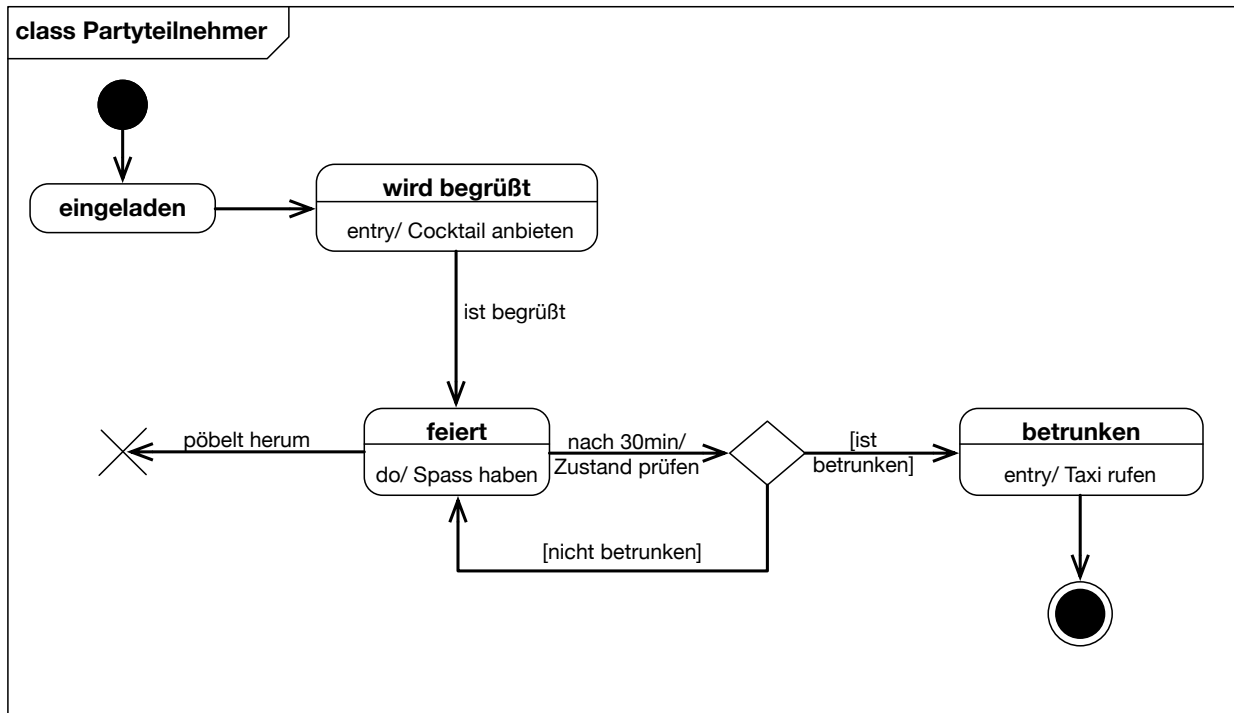 class Partyteilnehmer
eingeladen
wird begrüßt
entry/ Cocktail anbieten
ist begrüßt
pöbelt herum
feiert
do/ Spass haben
nach 30min/
Zustand prüfen
[ist
betrunken]
betrunken
entry/ Taxi rufen
[nicht betrunken]